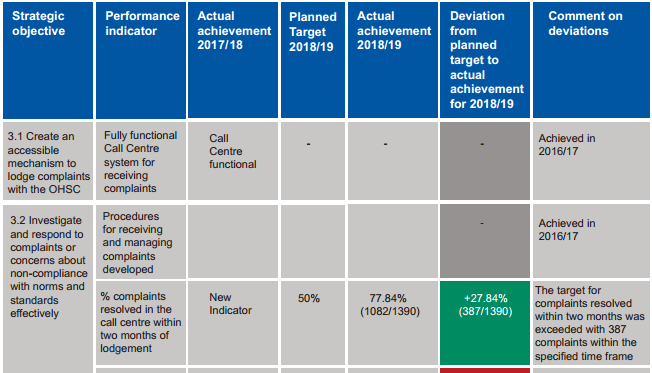 Strategic
objective
Performance
indicator
Actual
achievement
2017/18
Planned
Target
2018/19
Actual
achievement
2018/19
Deviation
from
planned
target to
actual
achievement
for 2018/19
Comment on
deviations
3.1 Create an
accessible
mechanism to
lodge complaints
with the OHSC
Fully functional
Call Centre
system for
receiving
complaints
Call
Centre
functional
-
-
-
Achieved in
2016/17
3.2 Investigate
and respond to
complaints or
concerns about
non-compliance
with norms and
standards
effectively
Procedures
for receiving
and managing
complaints
developed
-
Achieved in
2016/17
% complaints
resolved in the
call centre within
two months of
lodgement
New
Indicator
50%
77.84%
(1082/1390)
+27.84%
(387/1390)
The target for
complaints resolved
within two months was
exceeded with 387
complaints within the
specified time frame